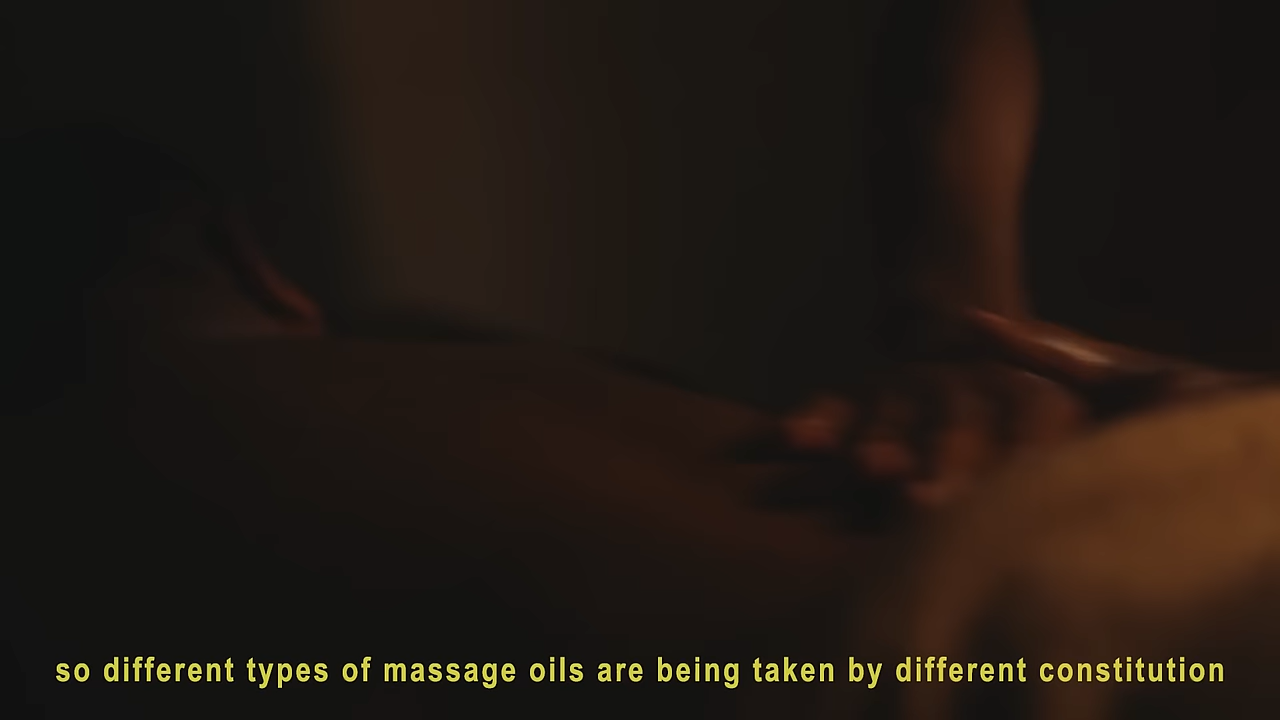 so different types of massage oils are being taken by different constitution